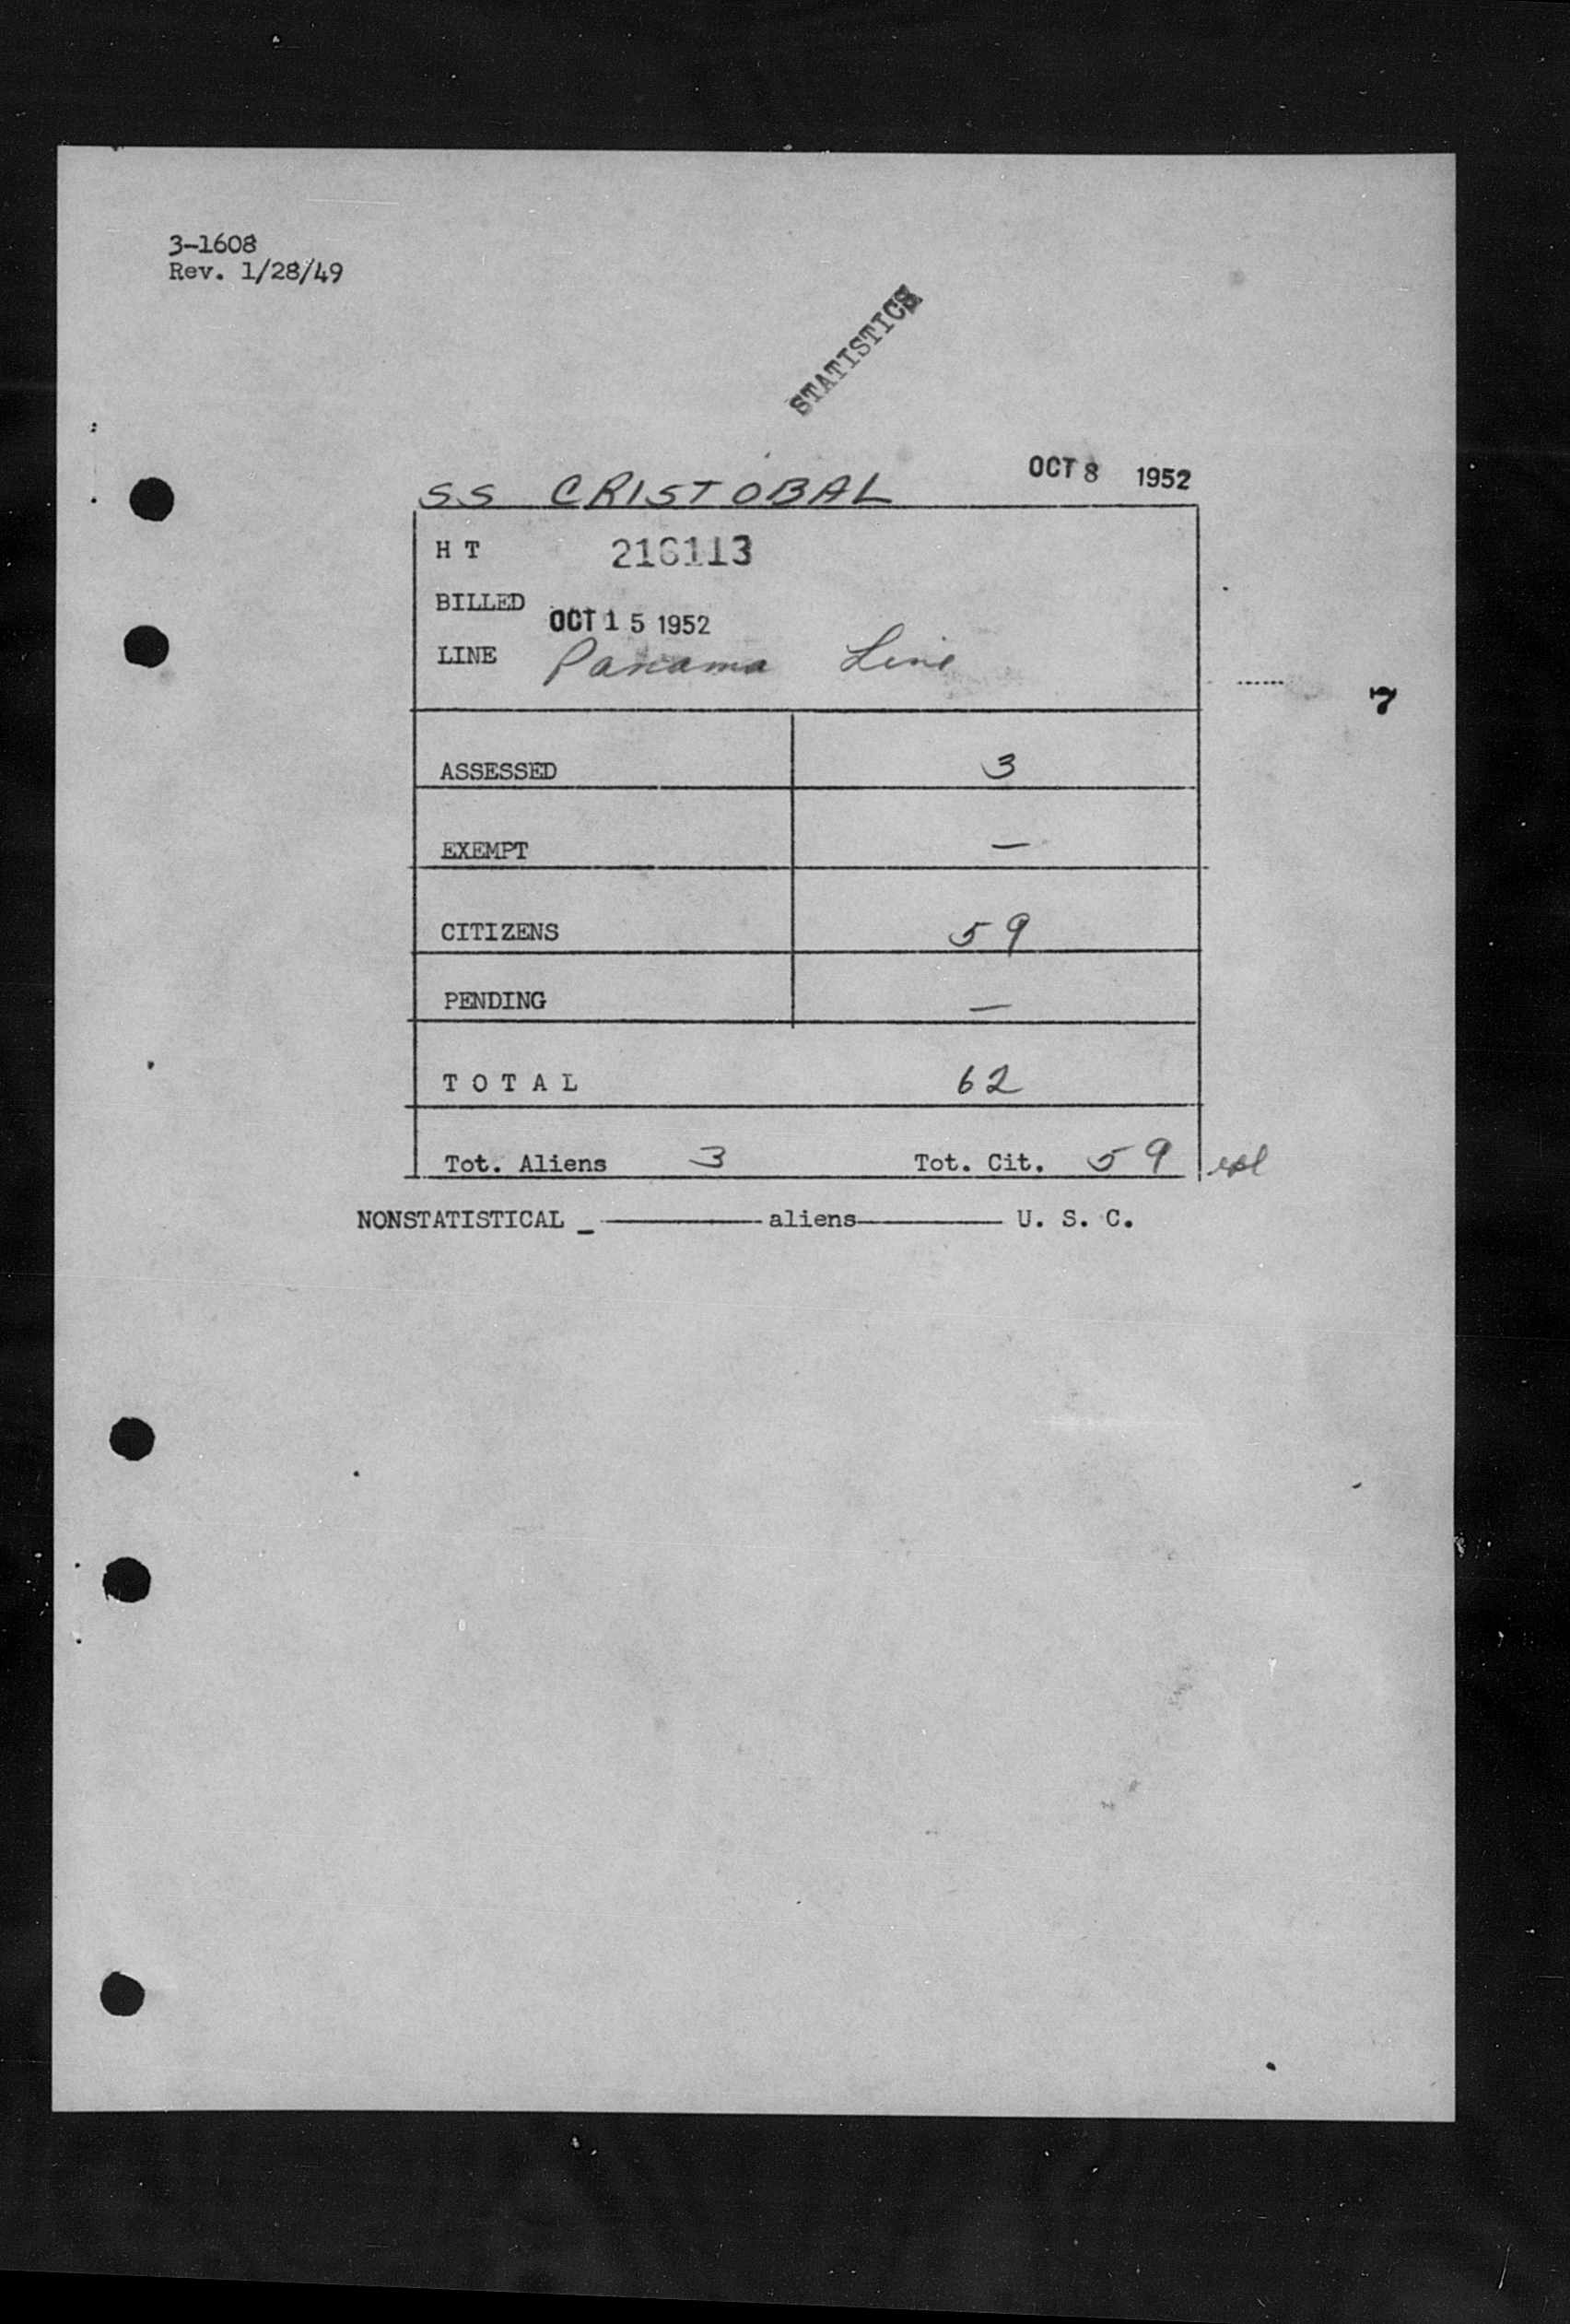 3-1608
Rev. 1/28/49
STATISTICS
SS CRISTOBAL OCT 8 1952
H T 216113
BILLED OCT 15 1952
LINE Panama Line
7
ASSESSED 3
EXEMPT —
CITIZENS 59
PENDING —
T O T A L 62
Tot. Aliens 3 Tot. Cit. 59
NONSTATISTICAL _ ———— aliens ———— U. S. C.